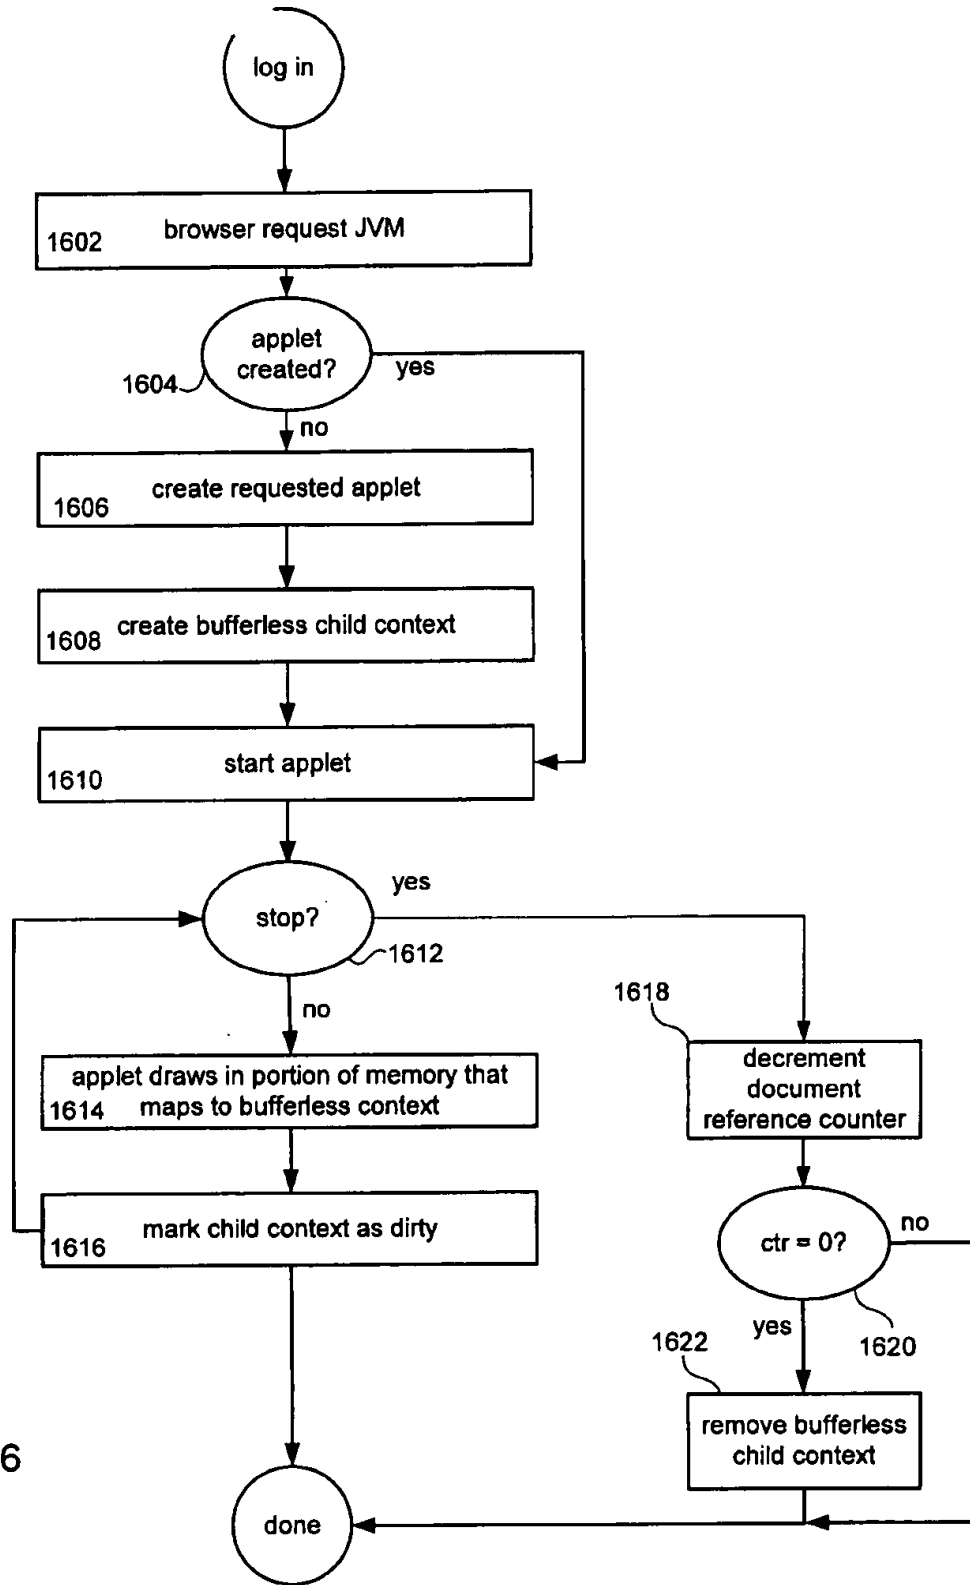 log in
browser request JVM
1602
applet
created?
1604
yes
no
create requested applet
1606
create bufferless child context
1608
start applet
1610
yes
stop?
1612
no
applet draws in portion of memory that
maps to bufferless context
1614
mark child context as dirty
1616
1618
decrement
document
reference counter
ctr = 0?
no
yes
1620
1622
remove bufferless
child context
6
done